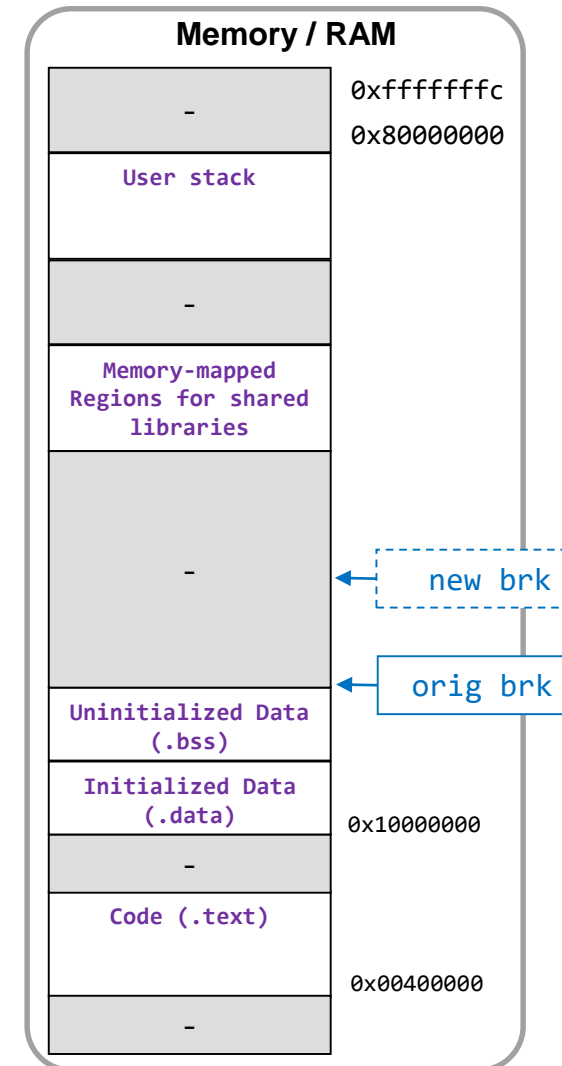 Memory / RAM
-
0xfffffffc
0x80000000
User stack
-
Memory-mapped
Regions for shared
libraries
-
new brk
orig brk
Uninitialized Data
(.bss)
Initialized Data
(.data)
0x10000000
-
Code (.text)
0x00400000
-